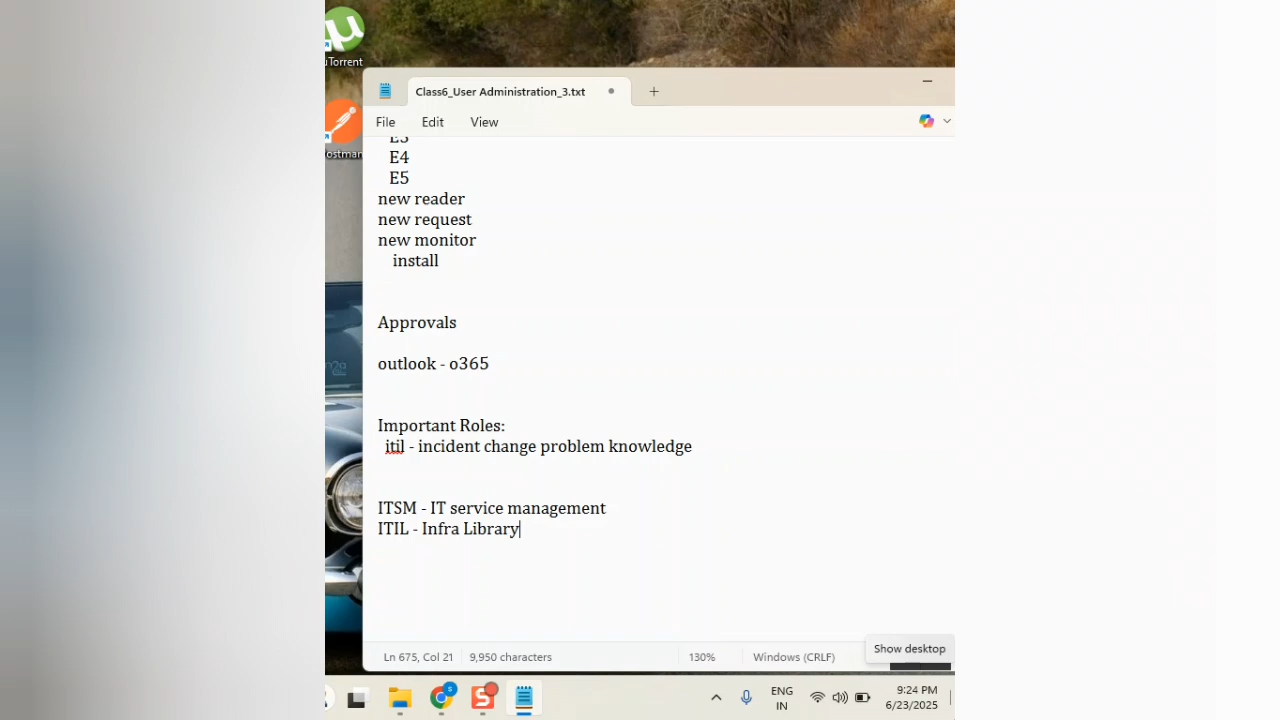 uTorrent
Class6_User Administration_3.txt
File Edit View
E3
E4
E5
new reader
new request
new monitor
install
Approvals
outlook - o365
Important Roles:
itil - incident change problem knowledge
ITSM - IT service management
ITIL - Infra Library
Ln 675, Col 21 9,950 characters 130% Windows (CRLF)
Show desktop
ENG
IN
9:24 PM
6/23/2025